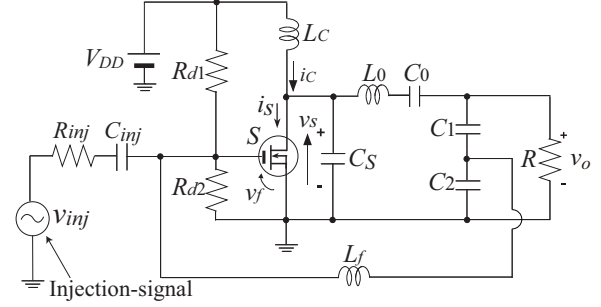 L_C
V_DD
R_d1
i_C
L_0
C_0
i_S
v_S
+
R_inj
C_inj
S
C_1
+
C_S
R
v_o
C_2
-
v_f
R_d2
-
v_inj
L_f
Injection-signal